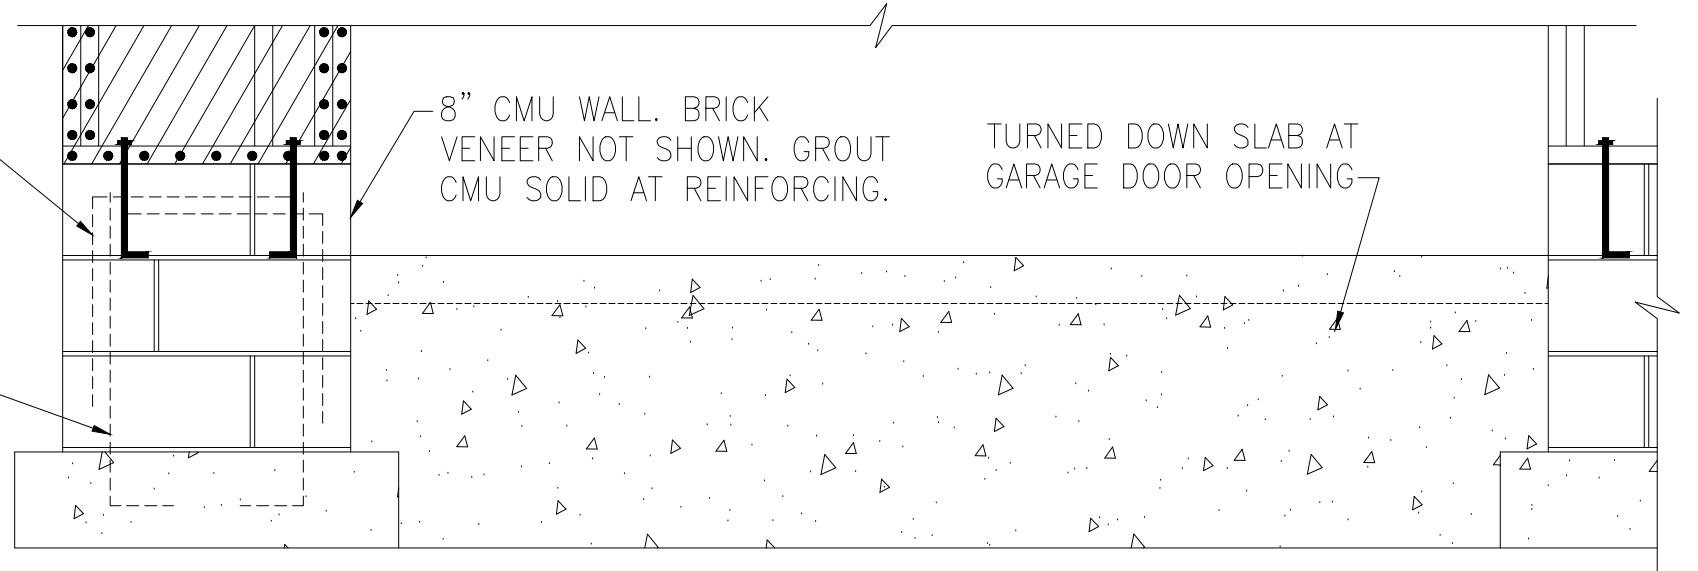 8” CMU WALL. BRICK
VENEER NOT SHOWN. GROUT
CMU SOLID AT REINFORCING.
TURNED DOWN SLAB AT
GARAGE DOOR OPENING